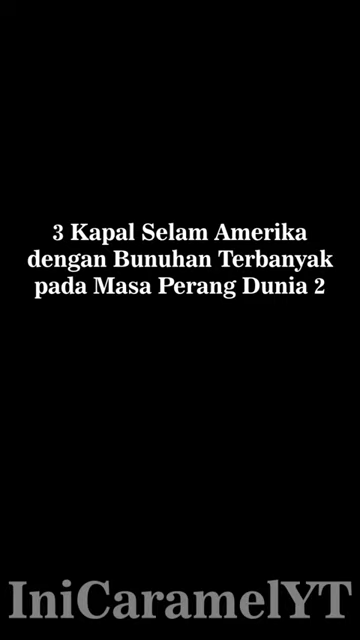 3 Kapal Selam Amerika
dengan Bunuhan Terbanyak
pada Masa Perang Dunia 2
IniCaramelYT